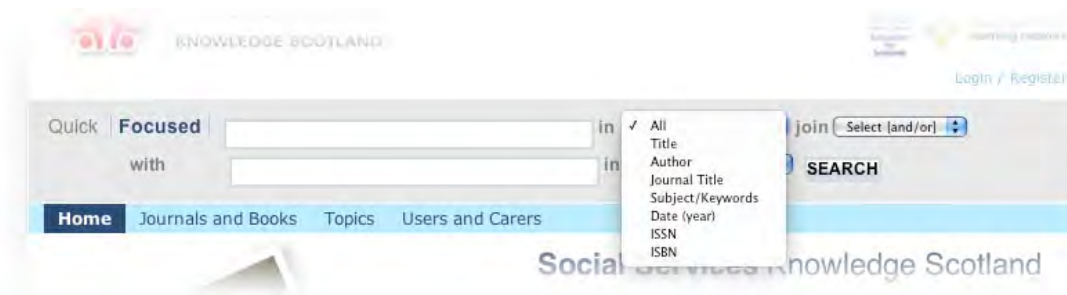 KNOWLEDGE SCOTLAND
Login / Register
Quick Focused in ✓ All join Select [and/or]
Title
with in Author SEARCH
Journal Title
Subject/Keywords
Home Journals and Books Topics Users and Carers Date (year)
ISSN
ISBN
Social Services Knowledge Scotland